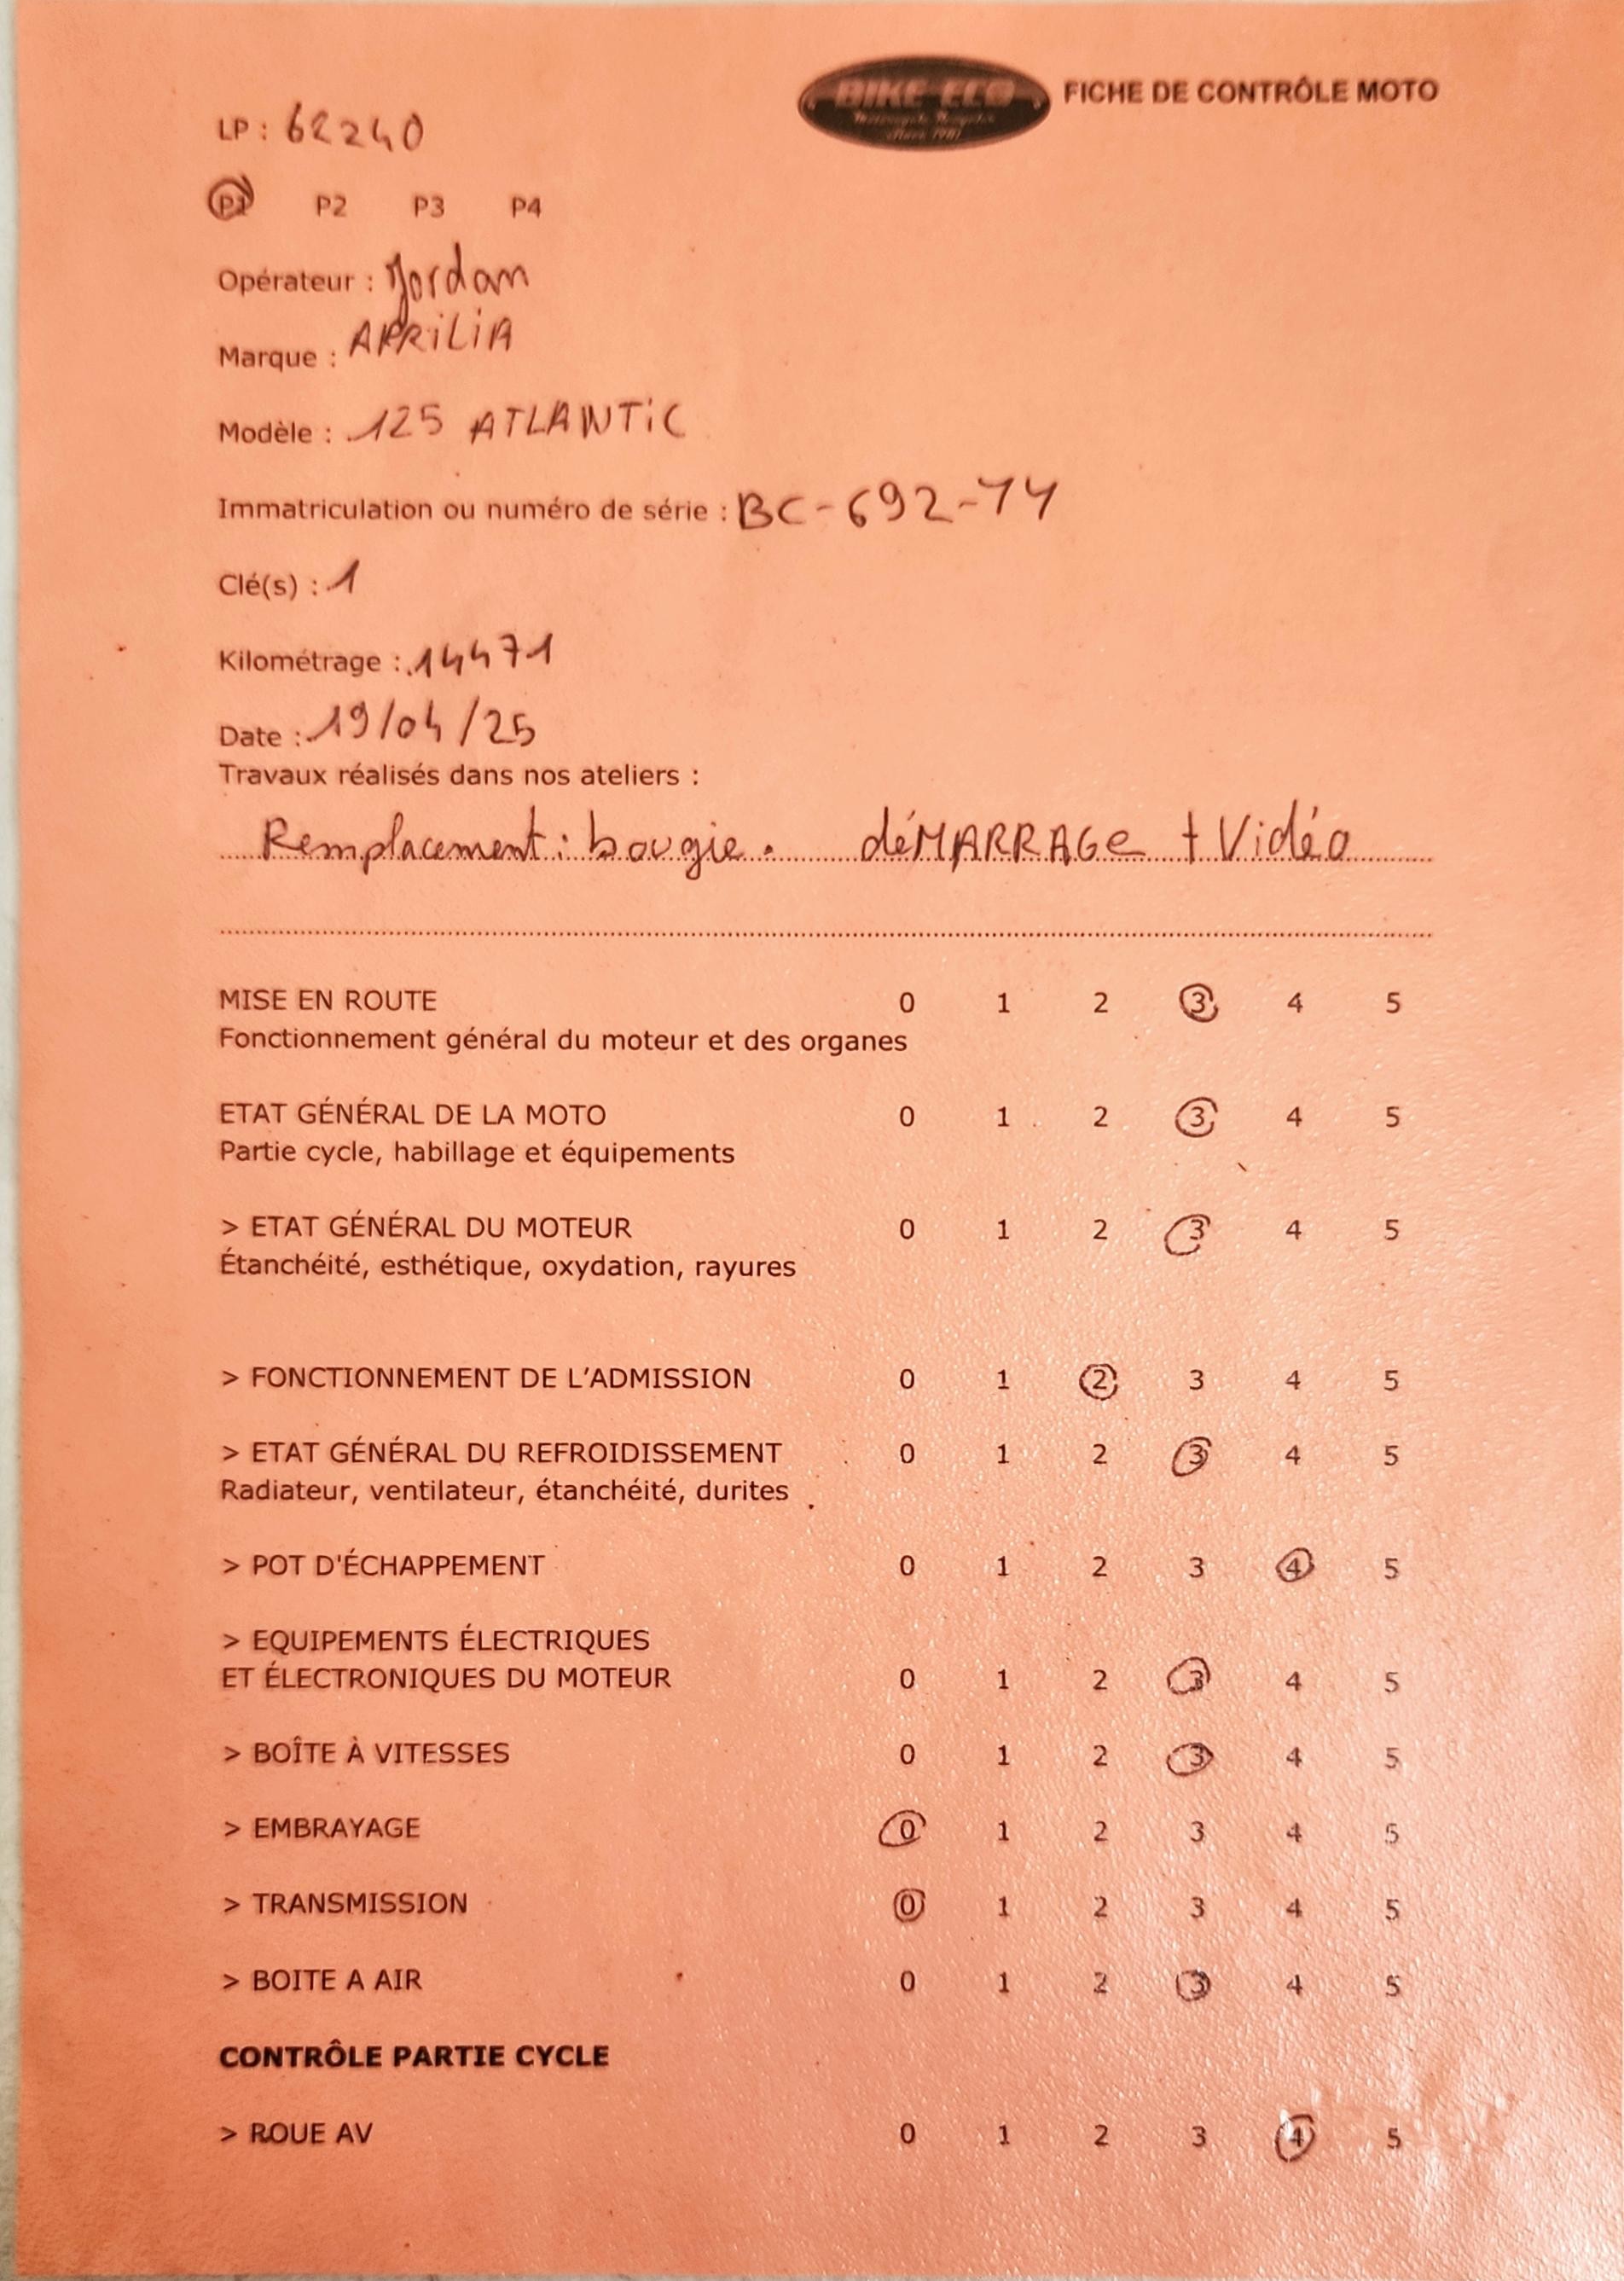 BIKE ECO
FICHE DE CONTRÔLE MOTO
LP : 62240
P1 P2 P3 P4
Opérateur : Jordan
Marque : APRiLiA
Modèle : 125 ATLANTiC
Immatriculation ou numéro de série : BC-692-74
Clé(s) : 1
Kilométrage : 14471
Date : 19/04/25
Travaux réalisés dans nos ateliers :
Remplacement : bougie. déMARRAGe + Vidéo
MISE EN ROUTE 0 1 2 3 4 5
Fonctionnement général du moteur et des organes
ETAT GÉNÉRAL DE LA MOTO 0 1 2 3 4 5
Partie cycle, habillage et équipements
> ETAT GÉNÉRAL DU MOTEUR 0 1 2 3 4 5
Étanchéité, esthétique, oxydation, rayures
> FONCTIONNEMENT DE L'ADMISSION 0 1 2 3 4 5
> ETAT GÉNÉRAL DU REFROIDISSEMENT 0 1 2 3 4 5
Radiateur, ventilateur, étanchéité, durites
> POT D'ÉCHAPPEMENT 0 1 2 3 4 5
> EQUIPEMENTS ÉLECTRIQUES
ET ÉLECTRONIQUES DU MOTEUR 0 1 2 3 4 5
> BOÎTE À VITESSES 0 1 2 3 4 5
> EMBRAYAGE 0 1 2 3 4 5
> TRANSMISSION 0 1 2 3 4 5
> BOITE A AIR 0 1 2 3 4 5
CONTRÔLE PARTIE CYCLE
> ROUE AV 0 1 2 3 4 5